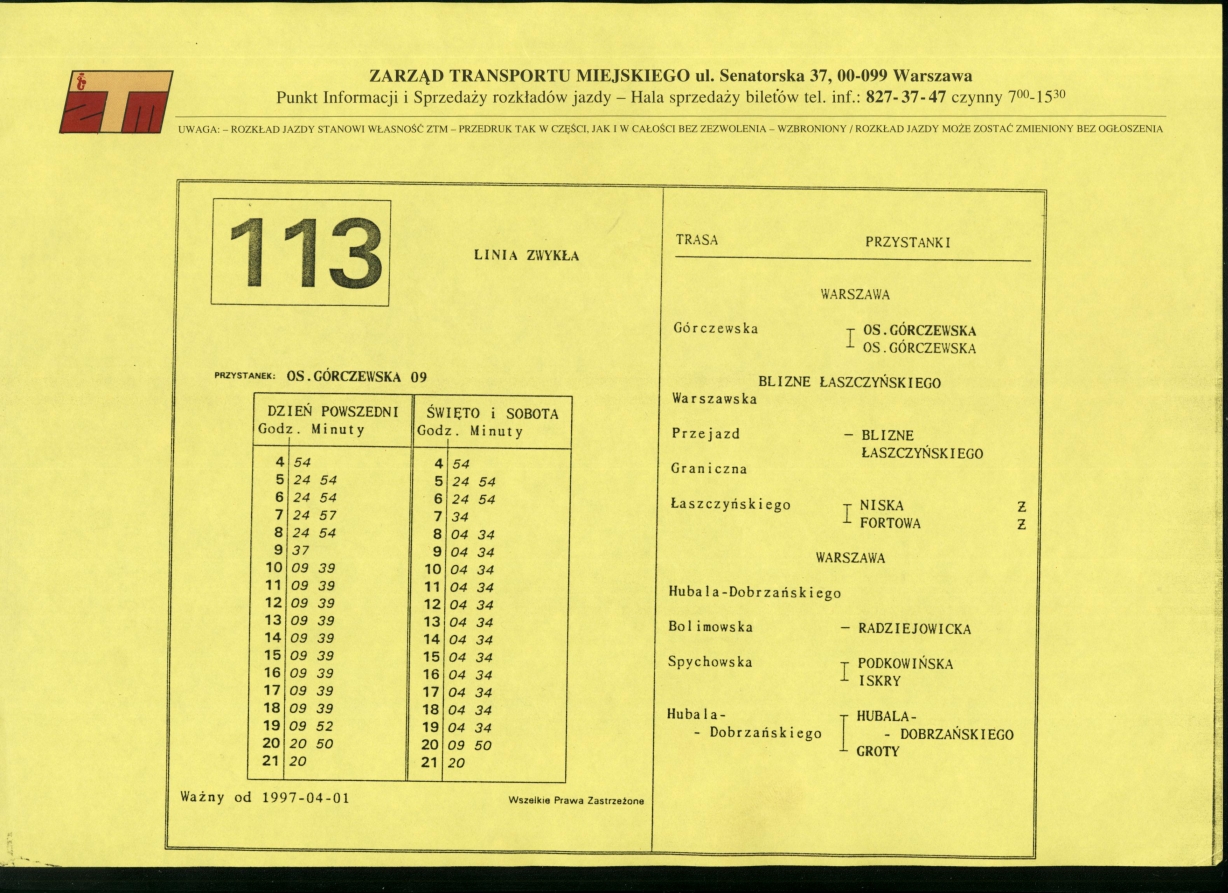 ZTM
ZARZĄD TRANSPORTU MIEJSKIEGO ul. Senatorska 37, 00-099 Warszawa
Punkt Informacji i Sprzedaży rozkładów jazdy – Hala sprzedaży biletów tel. inf.: 827-37-47 czynny 7⁰⁰-15³⁰
UWAGA: – ROZKŁAD JAZDY STANOWI WŁASNOŚĆ ZTM – PRZEDRUK TAK W CZĘŚCI, JAK I W CAŁOŚCI BEZ ZEZWOLENIA – WZBRONIONY / ROZKŁAD JAZDY MOŻE ZOSTAĆ ZMIENIONY BEZ OGŁOSZENIA
113
LINIA ZWYKŁA
PRZYSTANEK: OS.GÓRCZEWSKA 09
DZIEŃ POWSZEDNI
Godz. Minuty
4 54
5 24 54
6 24 54
7 24 57
8 24 54
9 37
10 09 39
11 09 39
12 09 39
13 09 39
14 09 39
15 09 39
16 09 39
17 09 39
18 09 39
19 09 52
20 20 50
21 20
ŚWIĘTO i SOBOTA
Godz. Minuty
4 54
5 24 54
6 24 54
7 34
8 04 34
9 04 34
10 04 34
11 04 34
12 04 34
13 04 34
14 04 34
15 04 34
16 04 34
17 04 34
18 04 34
19 04 34
20 09 50
21 20
Ważny od 1997-04-01
Wszelkie Prawa Zastrzeżone
TRASA PRZYSTANKI
WARSZAWA
Górczewska OS.GÓRCZEWSKA
OS.GÓRCZEWSKA
BLIZNE ŁASZCZYŃSKIEGO
Warszawska
Przejazd – BLIZNE
ŁASZCZYŃSKIEGO
Graniczna
Łaszczyńskiego NISKA Ż
FORTOWA Ż
WARSZAWA
Hubala-Dobrzańskiego
Bolimowska – RADZIEJOWICKA
Spychowska PODKOWIŃSKA
ISKRY
Hubala- HUBALA-
- Dobrzańskiego - DOBRZAŃSKIEGO
GROTY